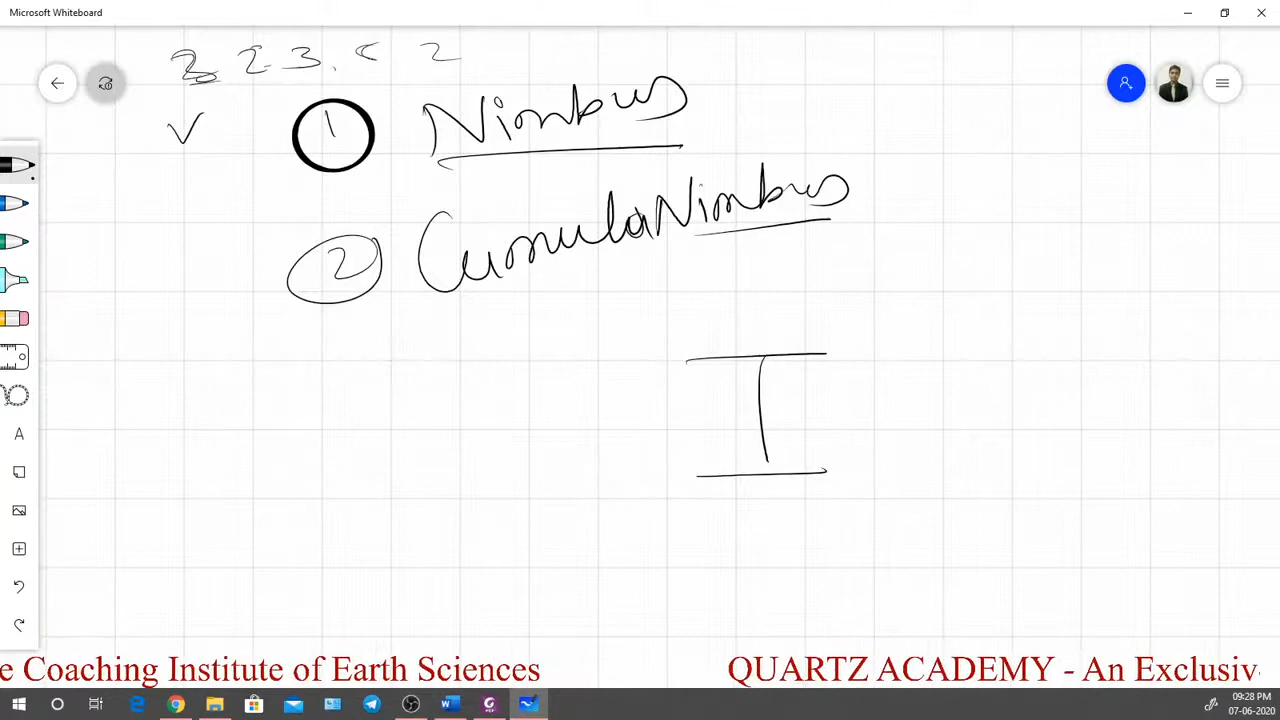 Microsoft Whiteboard
2 2 3 . 2
① Nimbus
② CumulaNimbus
I
A
e Coaching Institute of Earth Sciences QUARTZ ACADEMY - An Exclusiv
09:28 PM
07-06-2020